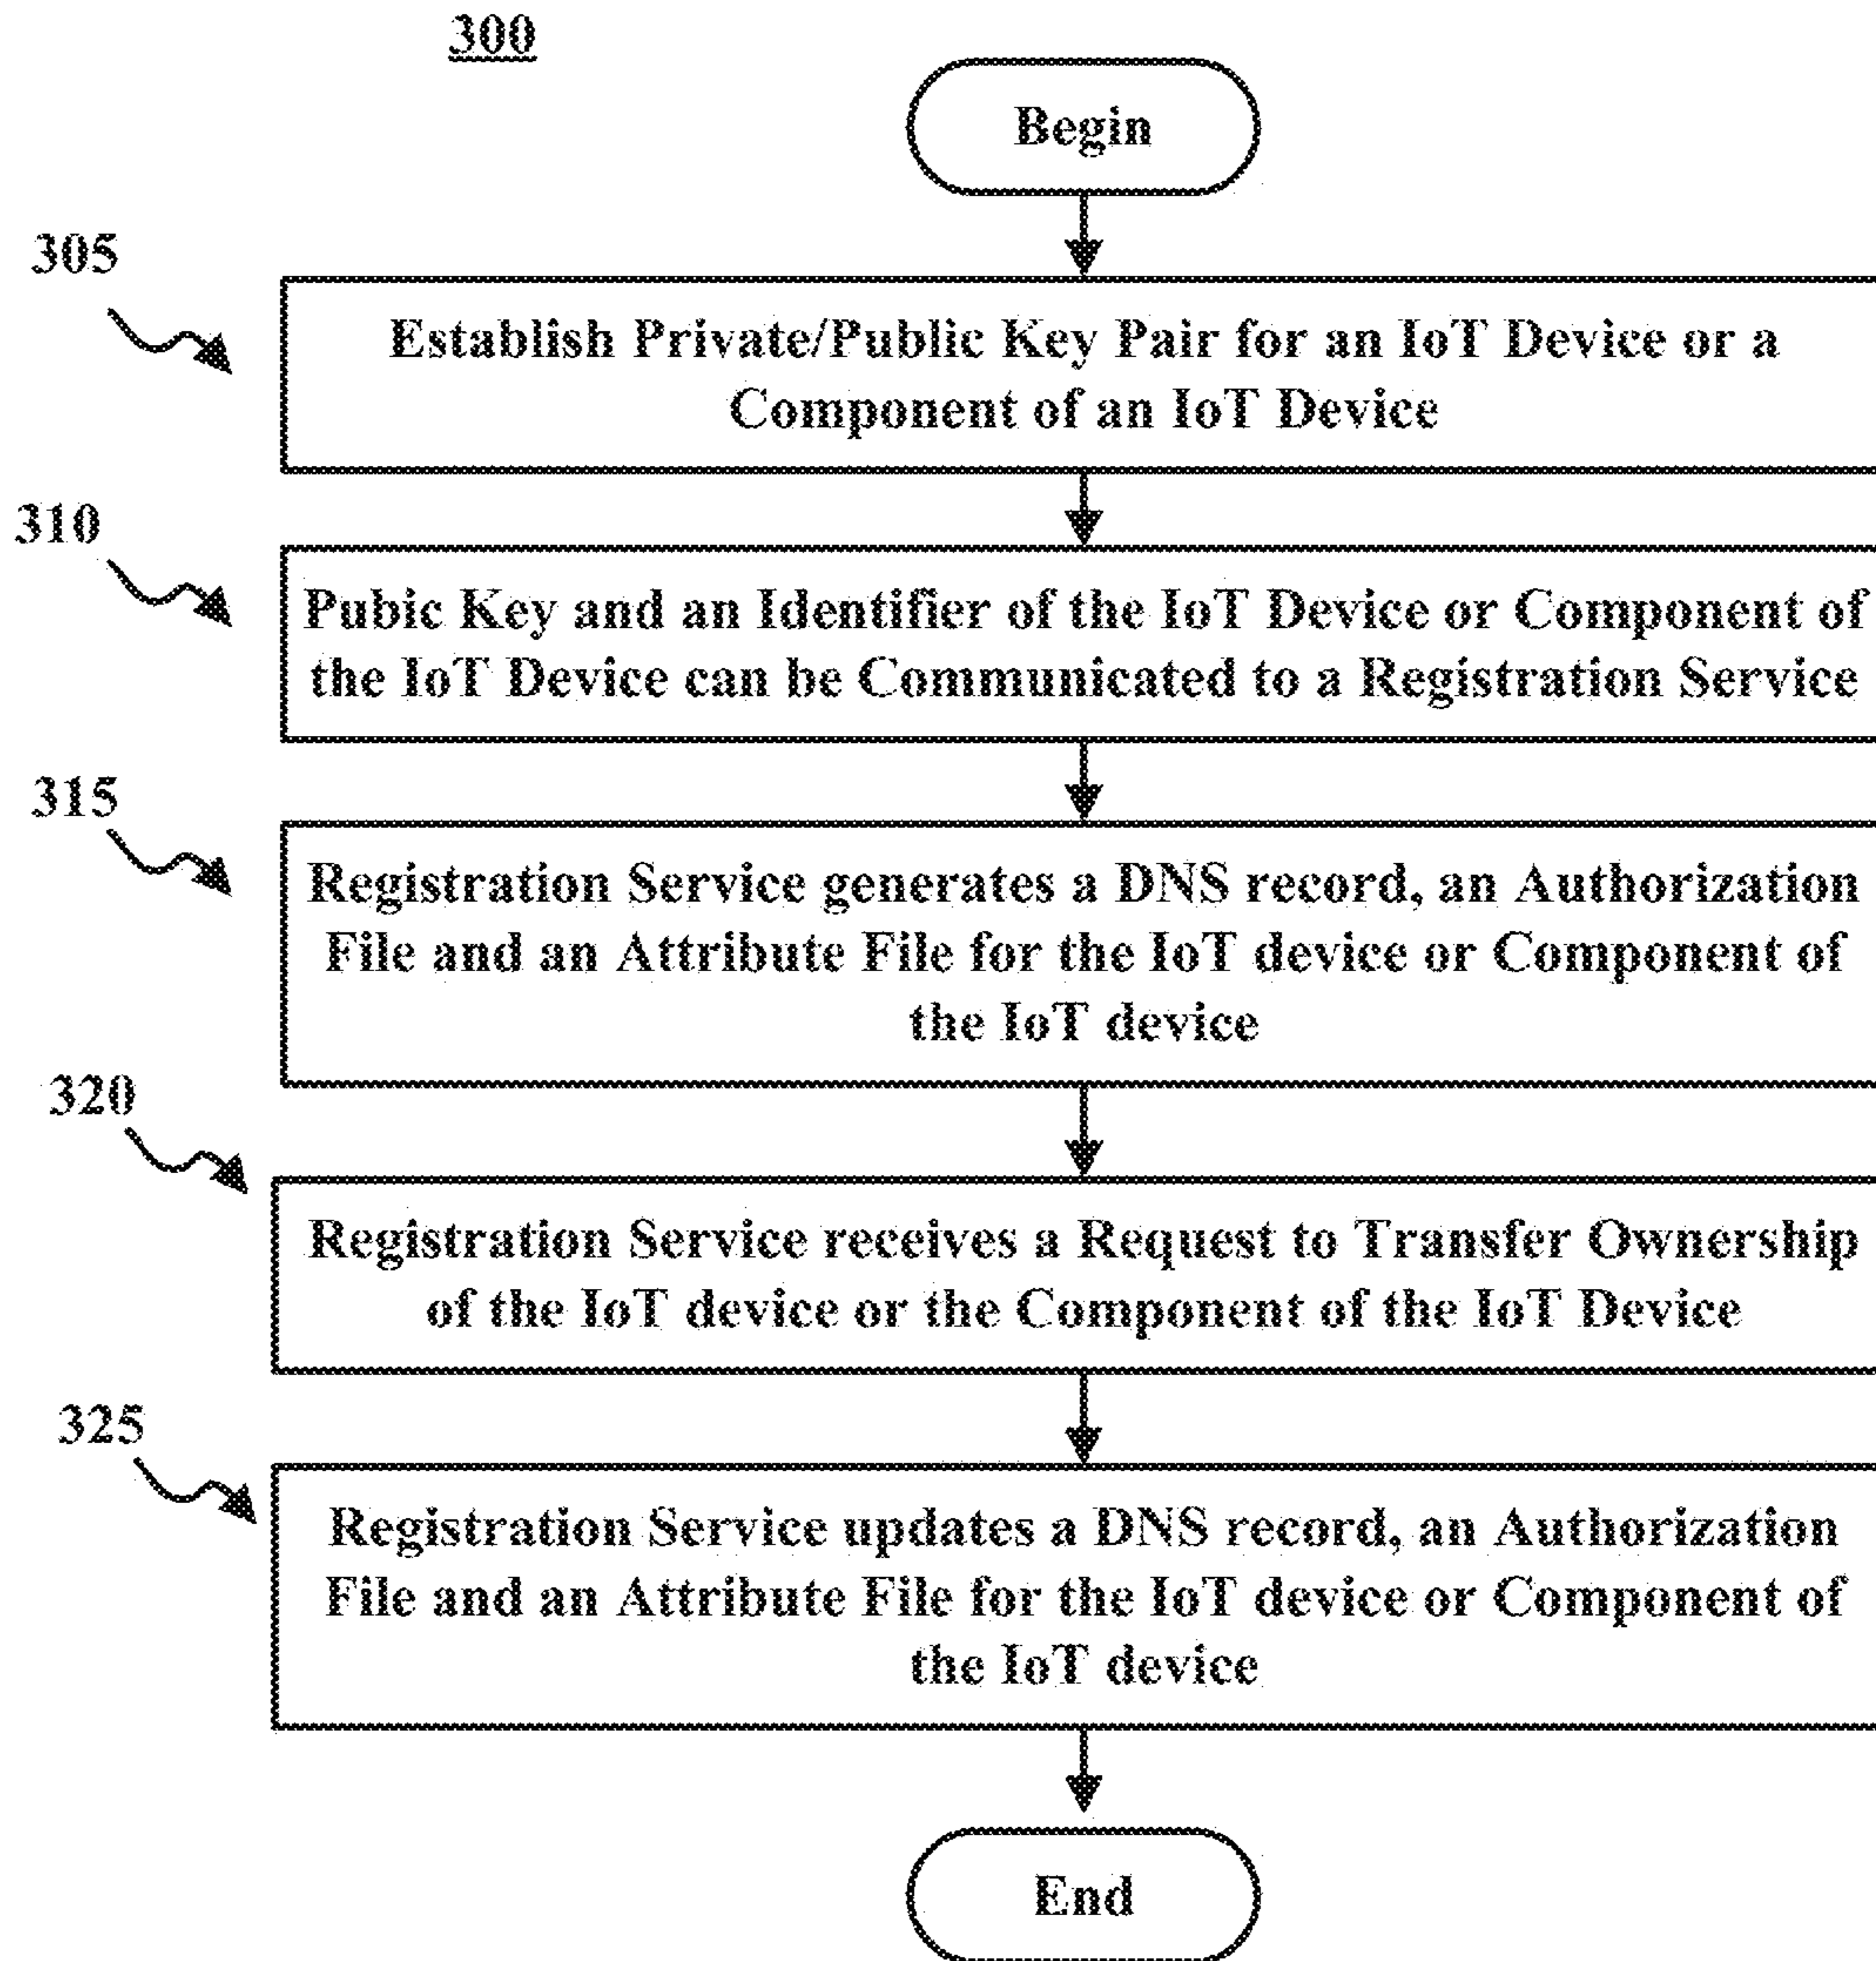 300
Begin
305
Establish Private/Public Key Pair for an IoT Device or a
Component of an IoT Device
310
Pubic Key and an Identifier of the IoT Device or Component of
the IoT Device can be Communicated to a Registration Service
315
Registration Service generates a DNS record, an Authorization
File and an Attribute File for the IoT device or Component of
the IoT device
320
Registration Service receives a Request to Transfer Ownership
of the IoT device or the Component of the IoT Device
325
Registration Service updates a DNS record, an Authorization
File and an Attribute File for the IoT device or Component of
the IoT device
End